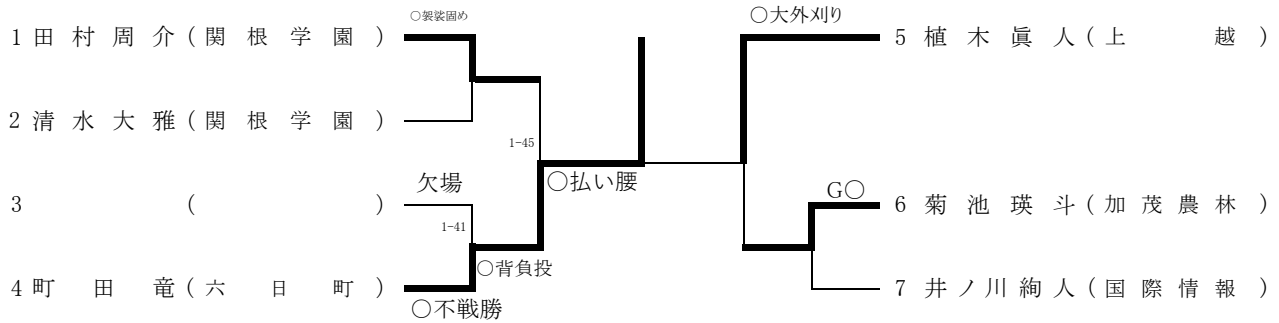 ○袈裟固め
○大外刈り
1 田村周介(関根学園)
5 植木眞人(上越)
2 清水大雅(関根学園)
1-45
欠場
○払い腰
G○
3 ( )
6 菊池瑛斗(加茂農林)
1-41
○背負投
4 町田竜(六日町)
7 井ノ川絢人(国際情報)
○不戦勝